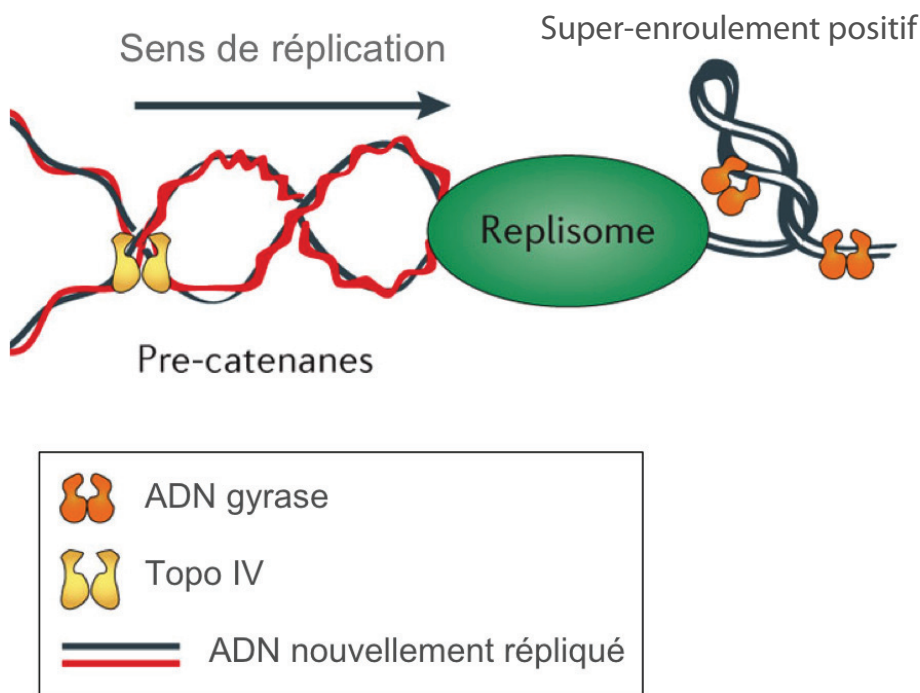 Super-enroulement positif
Sens de réplication
Replisome
Pre-catenanes
ADN gyrase
Topo IV
ADN nouvellement répliqué